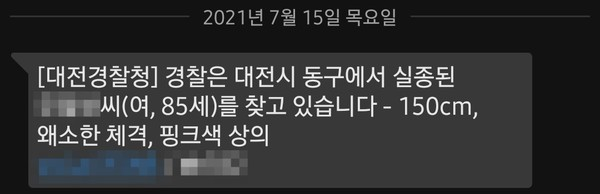 2021년 7월 15일 목요일
[대전경찰청] 경찰은 대전시 동구에서 실종된
씨(여, 85세)를 찾고 있습니다 - 150cm,
왜소한 체격, 핑크색 상의